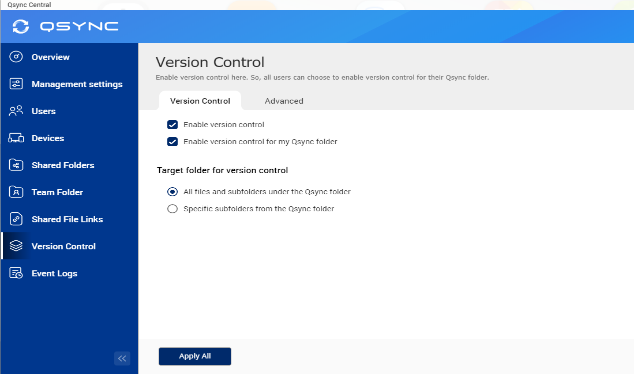 Qsync Central
QSYNC
Overview
Management settings
Users
Devices
Shared Folders
Team Folder
Shared File Links
Version Control
Event Logs
Version Control
Enable version control here. So, all users can choose to enable version control for their Qsync folder.
Version Control Advanced
Enable version control
Enable version control for my Qsync folder
Target folder for version control
All files and subfolders under the Qsync folder
Specific subfolders from the Qsync folder
Apply All